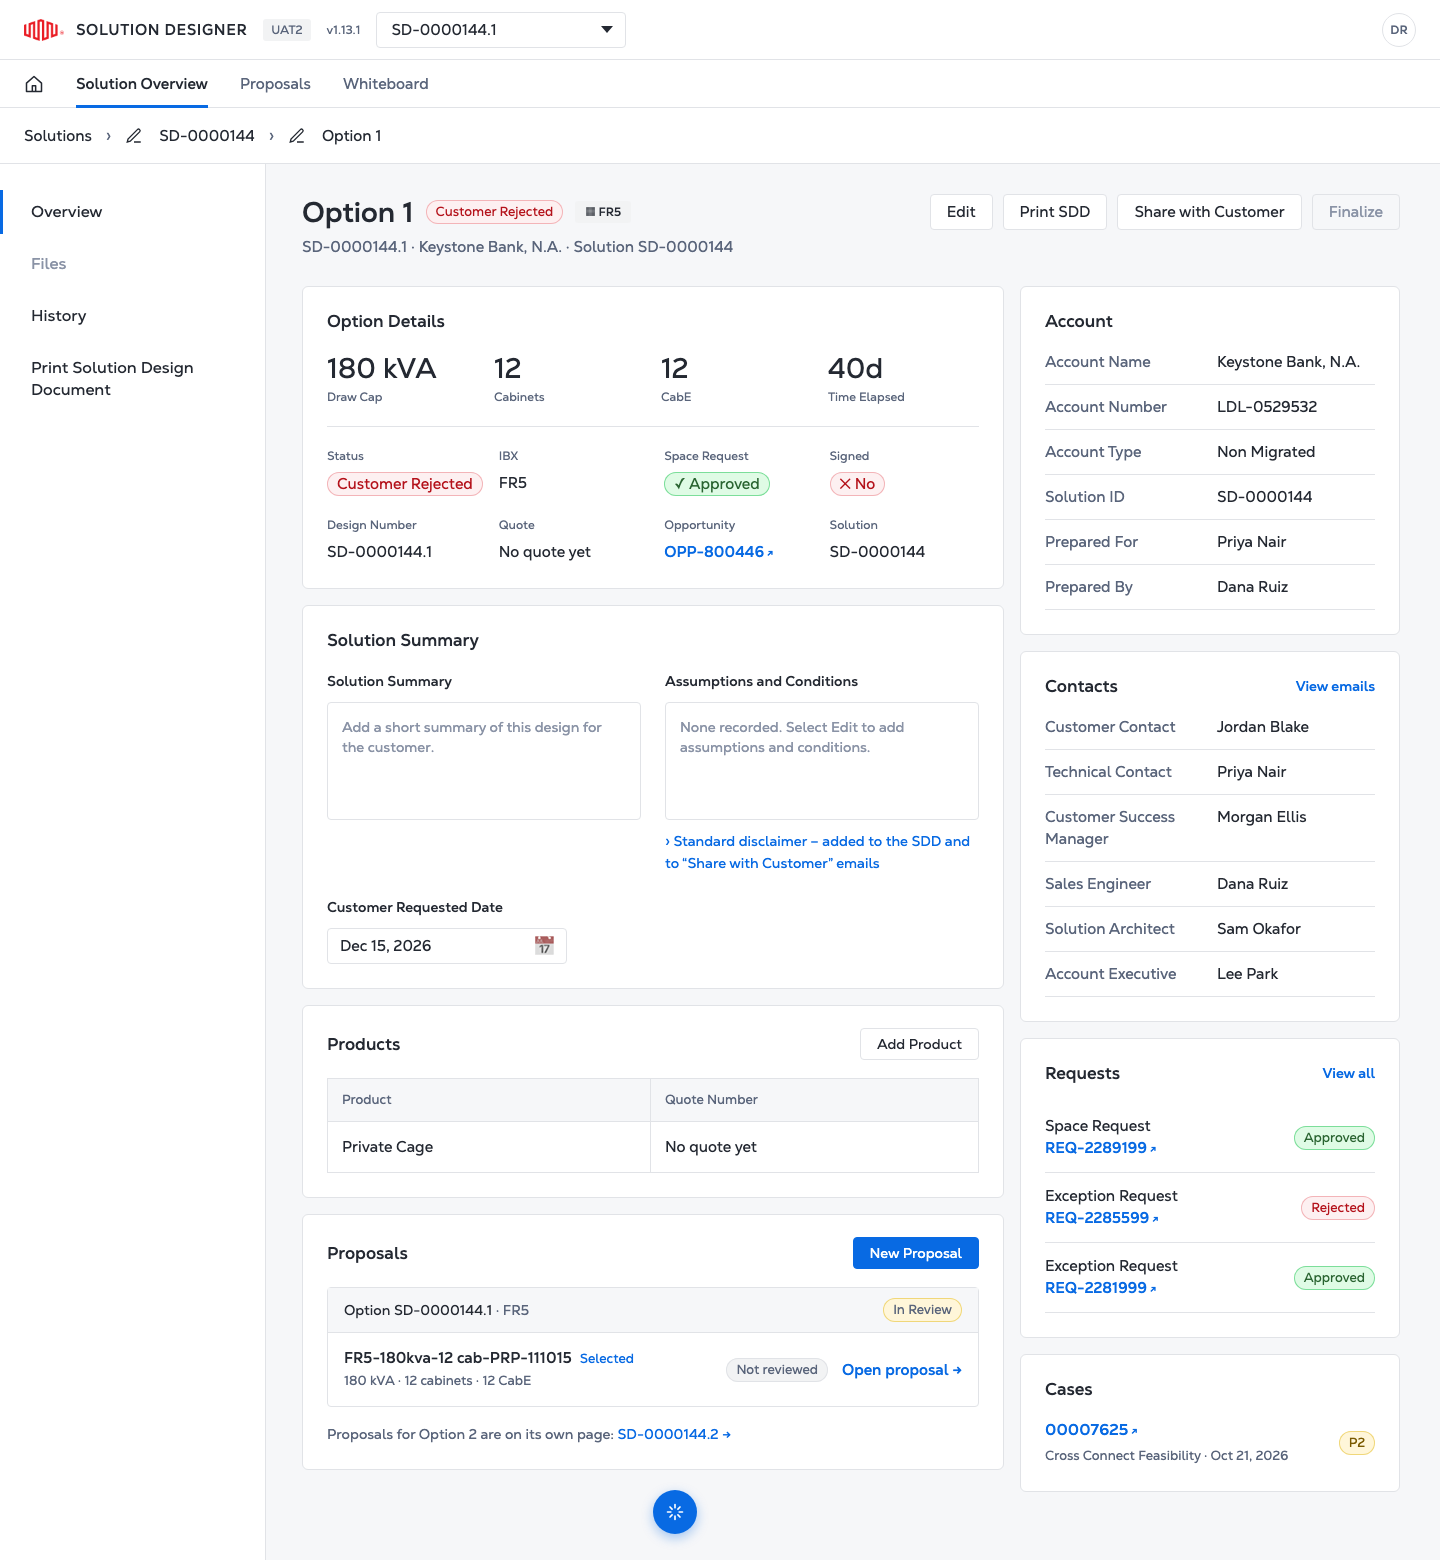 SOLUTION DESIGNER
UAT2
v1.13.1
SD-0000144.1
DR
Solution Overview
Proposals
Whiteboard
Solutions › SD-0000144 › Option 1
Overview
Files
History
Print Solution Design
Document
Option 1
Customer Rejected
FR5
Edit
Print SDD
Share with Customer
Finalize
SD-0000144.1 · Keystone Bank, N.A. · Solution SD-0000144
Option Details
180 kVA
12
12
40d
Draw Cap
Cabinets
CabE
Time Elapsed
Status
IBX
Space Request
Signed
Customer Rejected
FR5
✓ Approved
✕ No
Design Number
Quote
Opportunity
Solution
SD-0000144.1
No quote yet
OPP-800446 ↗
SD-0000144
Solution Summary
Solution Summary
Assumptions and Conditions
Add a short summary of this design for
the customer.
None recorded. Select Edit to add
assumptions and conditions.
› Standard disclaimer – added to the SDD and
to “Share with Customer” emails
Customer Requested Date
Dec 15, 2026
17
Products
Add Product
Product
Quote Number
Private Cage
No quote yet
Proposals
New Proposal
Option SD-0000144.1 · FR5
In Review
FR5-180kva-12 cab-PRP-111015 Selected
180 kVA · 12 cabinets · 12 CabE
Not reviewed
Open proposal →
Proposals for Option 2 are on its own page: SD-0000144.2 →
Account
Account Name
Keystone Bank, N.A.
Account Number
LDL-0529532
Account Type
Non Migrated
Solution ID
SD-0000144
Prepared For
Priya Nair
Prepared By
Dana Ruiz
Contacts
View emails
Customer Contact
Jordan Blake
Technical Contact
Priya Nair
Customer Success
Manager
Morgan Ellis
Sales Engineer
Dana Ruiz
Solution Architect
Sam Okafor
Account Executive
Lee Park
Requests
View all
Space Request
REQ-2289199 ↗
Approved
Exception Request
REQ-2285599 ↗
Rejected
Exception Request
REQ-2281999 ↗
Approved
Cases
00007625 ↗
Cross Connect Feasibility · Oct 21, 2026
P2